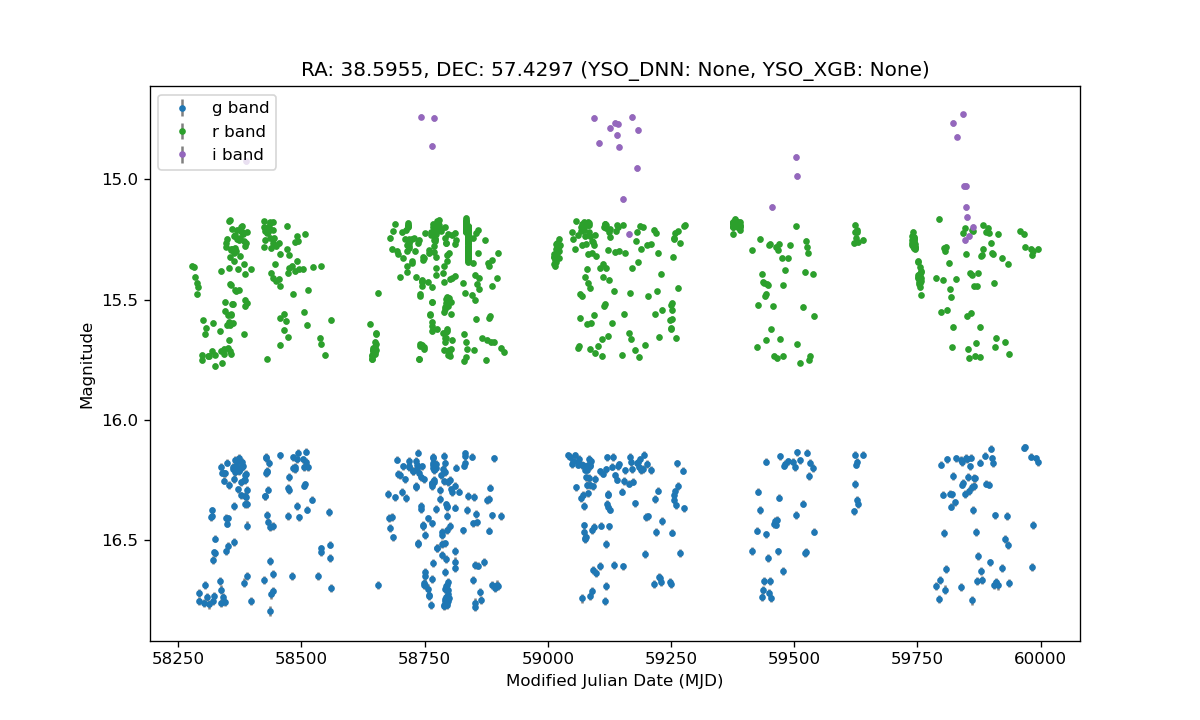 RA: 38.5955, DEC: 57.4297 (YSO_DNN: None, YSO_XGB: None)
g band
r band
i band
15.0
15.5
16.0
16.5
Magnitude
58250 58500 58750 59000 59250 59500 59750 60000
Modified Julian Date (MJD)